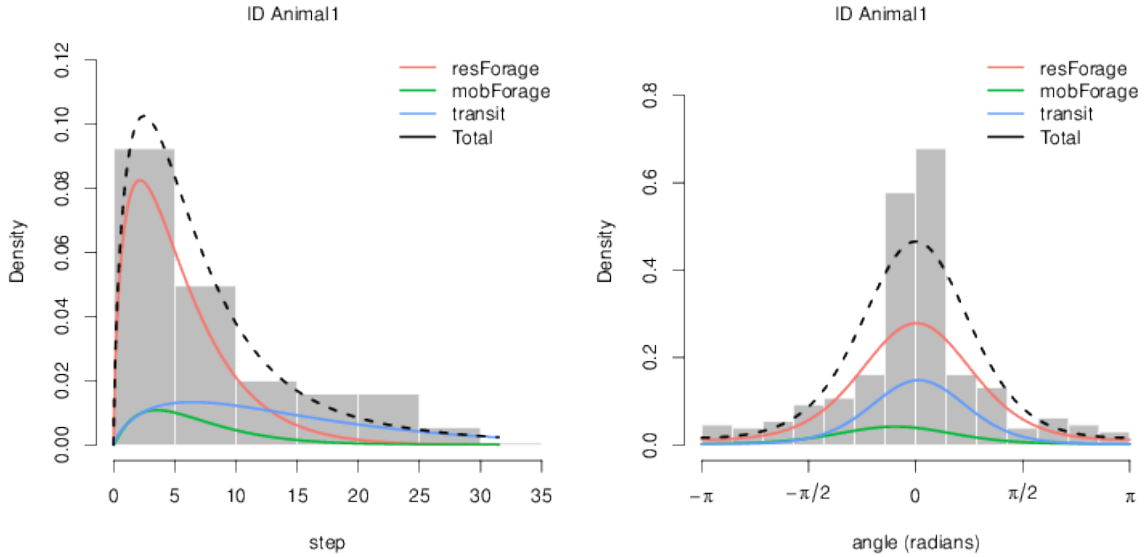 ID Animal1
resForage
mobForage
transit
Total
Density
0.00
0.02
0.04
0.06
0.08
0.10
0.12
0 5 10 15 20 25 30 35
step
ID Animal1
resForage
mobForage
transit
Total
Density
0.0
0.2
0.4
0.6
0.8
−π −π/2 0 π/2 π
angle (radians)